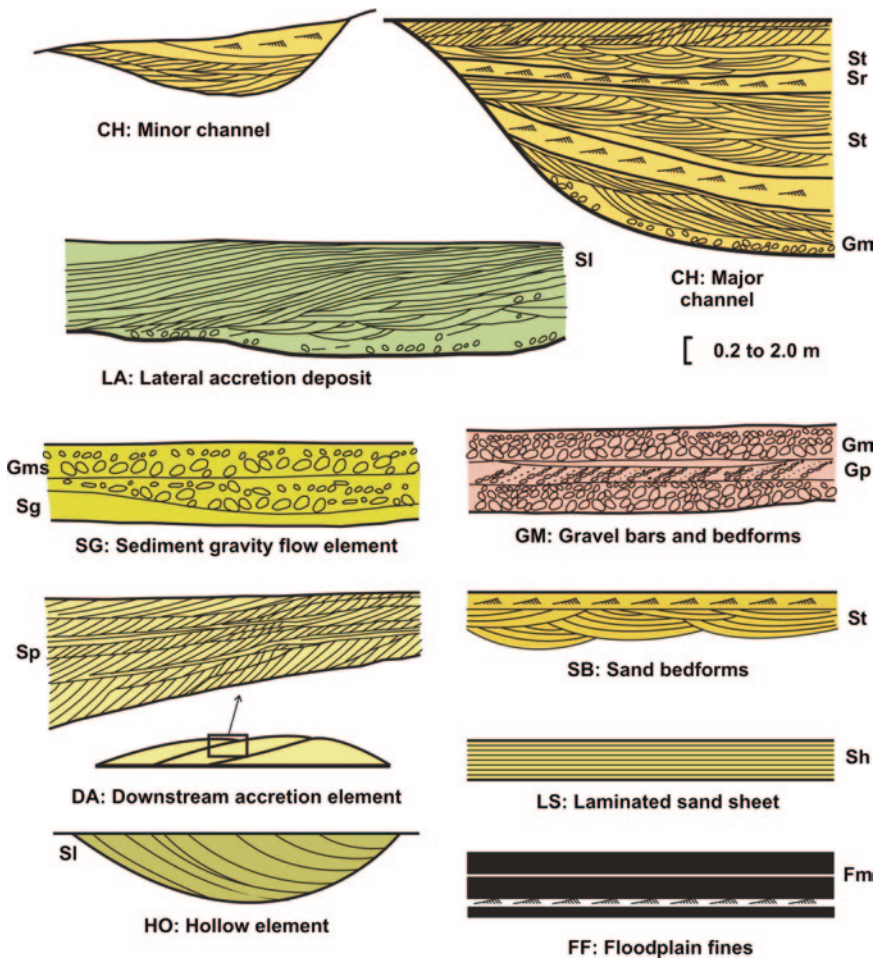 St
Sr
CH: Minor channel
St
Gm
Sl
CH: Major
channel
0.2 to 2.0 m
LA: Lateral accretion deposit
Gms
Sg
SG: Sediment gravity flow element
Gm
Gp
GM: Gravel bars and bedforms
Sp
St
SB: Sand bedforms
DA: Downstream accretion element
Sh
LS: Laminated sand sheet
Sl
HO: Hollow element
Fm
FF: Floodplain fines